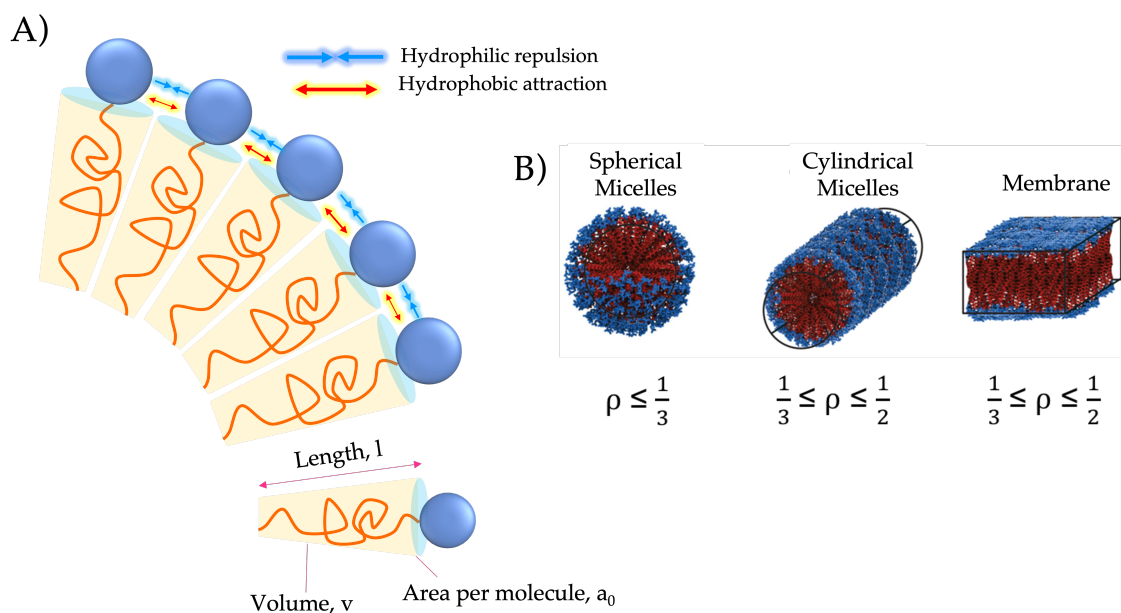 A)
Hydrophilic repulsion
Hydrophobic attraction
B)
Spherical
Micelles
Cylindrical
Micelles
Membrane
ρ ≤ 1/3
1/3 ≤ ρ ≤ 1/2
1/3 ≤ ρ ≤ 1/2
Length, l
Area per molecule, a₀
Volume, v